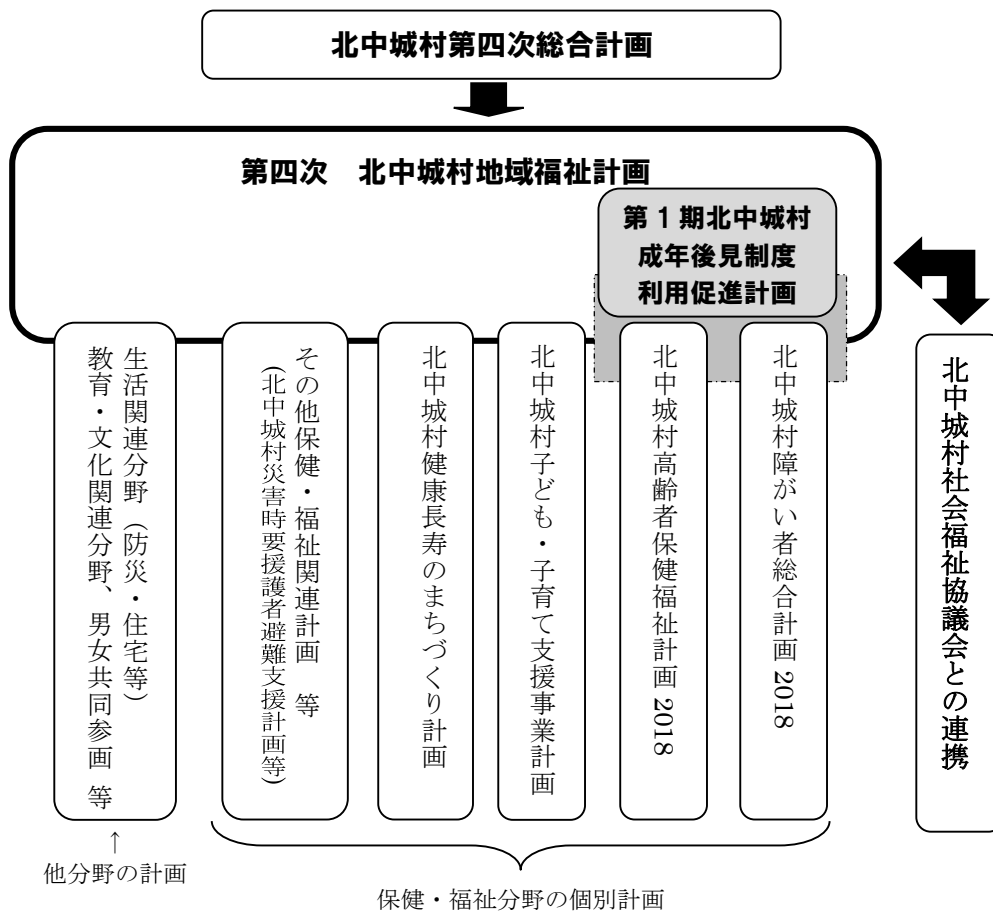 北中城村第四次総合計画
第四次　北中城村地域福祉計画
第1期北中城村
成年後見制度
利用促進計画
北中城村社会福祉協議会との連携
北中城村障がい者総合計画 2018
北中城村高齢者保健福祉計画 2018
北中城村子ども・子育て支援事業計画
北中城村健康長寿のまちづくり計画
その他保健・福祉関連計画　等
(北中城村災害時要援護者避難支援計画等)
生活関連分野（防災・住宅等）
教育・文化関連分野、男女共同参画 等
↑
他分野の計画
保健・福祉分野の個別計画